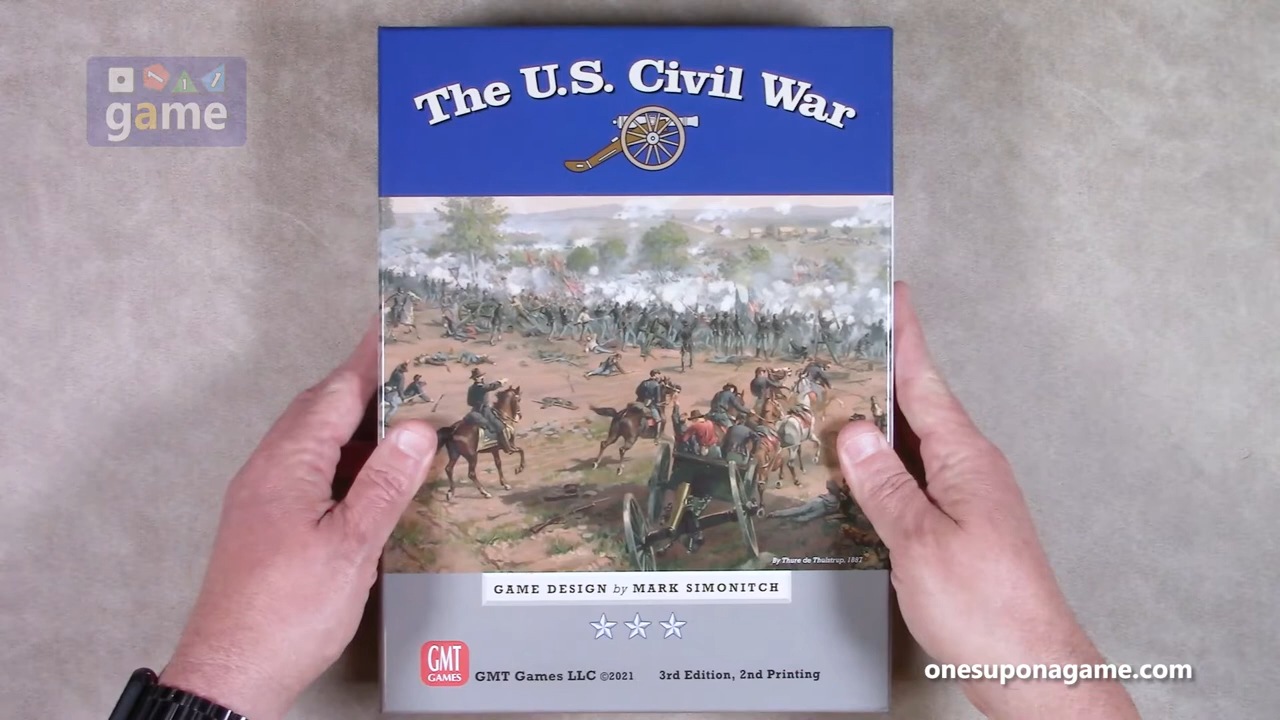 game
The U.S. Civil War
By Thure de Thulstrup, 1887
GAME DESIGN by MARK SIMONITCH
GMT
GAMES
GMT Games LLC ©2021 3rd Edition, 2nd Printing
onesuponagame.com